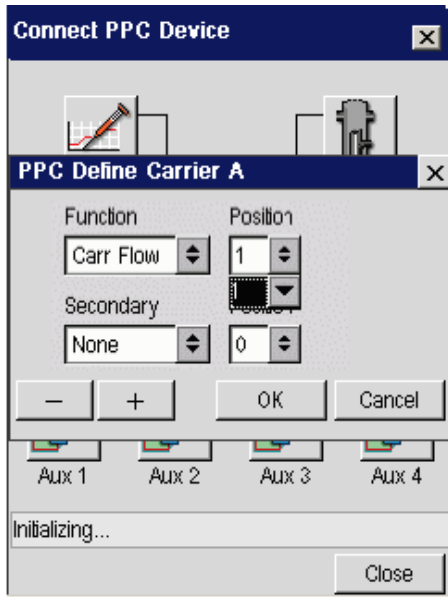 Connect PPC Device
PPC Define Carrier A
Function Position
Carr Flow 1
Secondary Position
None 0
− + OK Cancel
Aux 1 Aux 2 Aux 3 Aux 4
Initializing...
Close